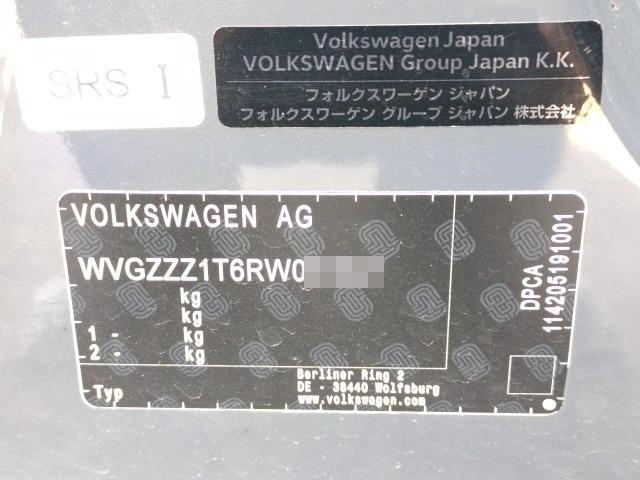 SRS I
Volkswagen Japan
VOLKSWAGEN Group Japan K.K.
フォルクスワーゲン ジャパン
フォルクスワーゲン グループ ジャパン 株式会社
VOLKSWAGEN AG
WVGZZZ1T6RW0
kg
kg
1 - kg
2 - kg
Typ
Berliner Ring 2
DE - 38440 Wolfsburg
www.volkswagen.com
DPCA
114205191001